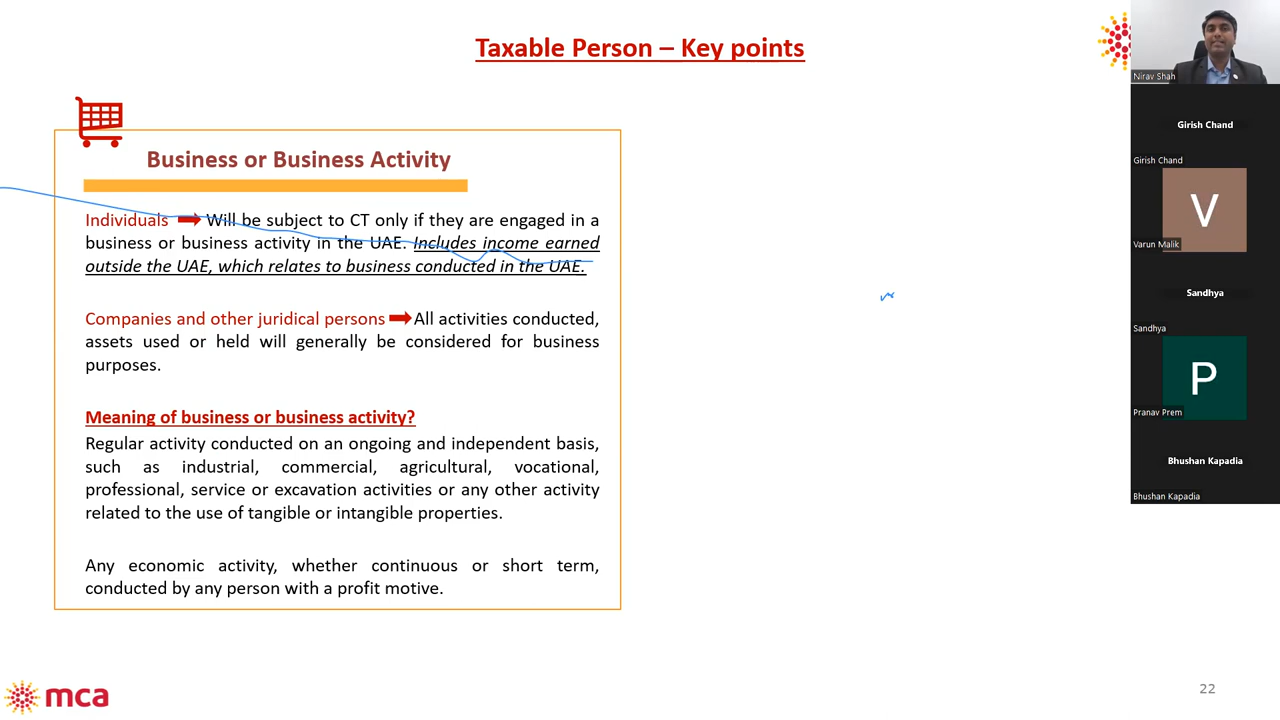 Taxable Person – Key points
Business or Business Activity
Individuals Will be subject to CT only if they are engaged in a
business or business activity in the UAE. Includes income earned
outside the UAE, which relates to business conducted in the UAE.
Companies and other juridical persons All activities conducted,
assets used or held will generally be considered for business
purposes.
Meaning of business or business activity?
Regular activity conducted on an ongoing and independent basis,
such as industrial, commercial, agricultural, vocational,
professional, service or excavation activities or any other activity
related to the use of tangible or intangible properties.
Any economic activity, whether continuous or short term,
conducted by any person with a profit motive.
mca
22
Nirav Shah
Girish Chand
Girish Chand
V
Varun Malik
Sandhya
Sandhya
P
Pranav Prem
Bhushan Kapadia
Bhushan Kapadia